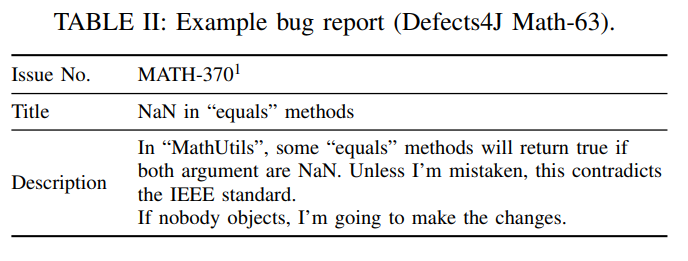 TABLE II: Example bug report (Defects4J Math-63).
Issue No. MATH-370¹
Title NaN in “equals” methods
Description In “MathUtils”, some “equals” methods will return true if
both argument are NaN. Unless I’m mistaken, this contradicts
the IEEE standard.
If nobody objects, I’m going to make the changes.